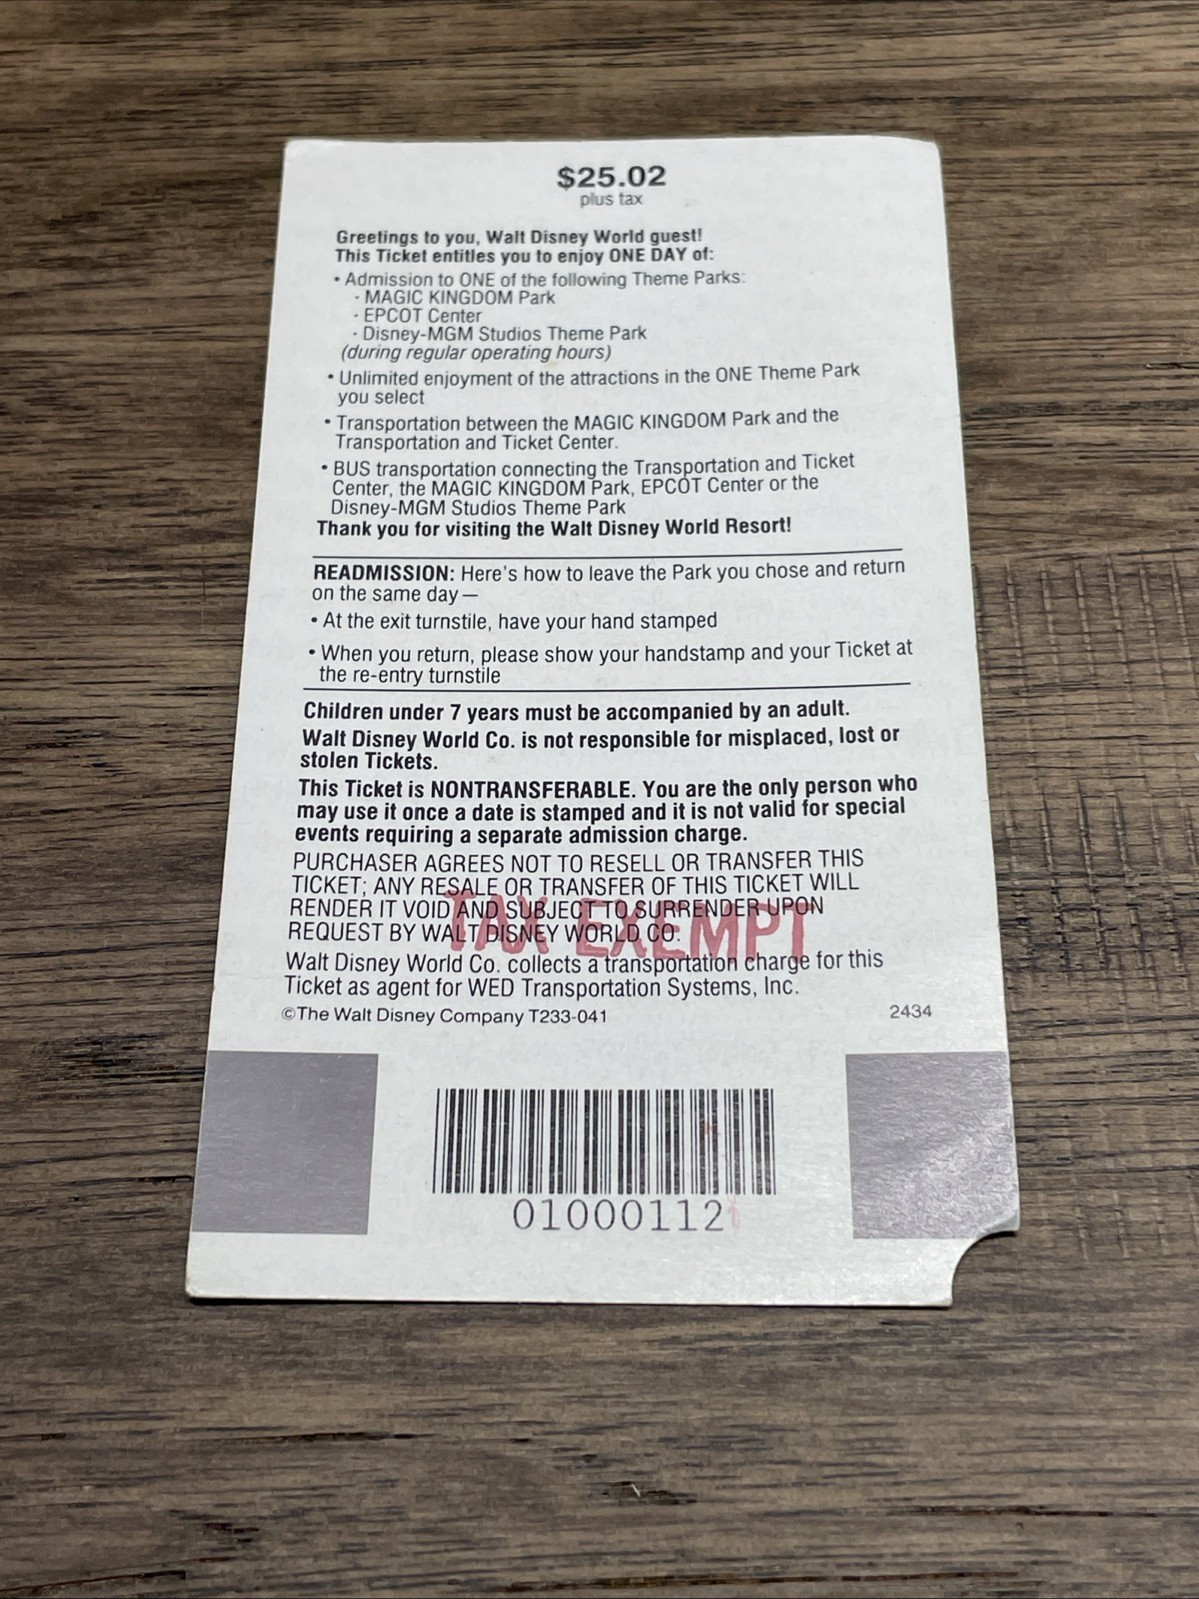 $25.02
plus tax
Greetings to you, Walt Disney World guest!
This Ticket entitles you to enjoy ONE DAY of:
• Admission to ONE of the following Theme Parks:
· MAGIC KINGDOM Park
· EPCOT Center
· Disney-MGM Studios Theme Park
(during regular operating hours)
• Unlimited enjoyment of the attractions in the ONE Theme Park
you select
• Transportation between the MAGIC KINGDOM Park and the
Transportation and Ticket Center.
• BUS transportation connecting the Transportation and Ticket
Center, the MAGIC KINGDOM Park, EPCOT Center or the
Disney-MGM Studios Theme Park
Thank you for visiting the Walt Disney World Resort!
READMISSION: Here's how to leave the Park you chose and return
on the same day—
• At the exit turnstile, have your hand stamped
• When you return, please show your handstamp and your Ticket at
the re-entry turnstile
Children under 7 years must be accompanied by an adult.
Walt Disney World Co. is not responsible for misplaced, lost or
stolen Tickets.
This Ticket is NONTRANSFERABLE. You are the only person who
may use it once a date is stamped and it is not valid for special
events requiring a separate admission charge.
PURCHASER AGREES NOT TO RESELL OR TRANSFER THIS
TICKET; ANY RESALE OR TRANSFER OF THIS TICKET WILL
RENDER IT VOID AND SUBJECT TO SURRENDER UPON
REQUEST BY WALT DISNEY WORLD CO.
TAX EXEMPT
Walt Disney World Co. collects a transportation charge for this
Ticket as agent for WED Transportation Systems, Inc.
©The Walt Disney Company T233-041 2434
01000112